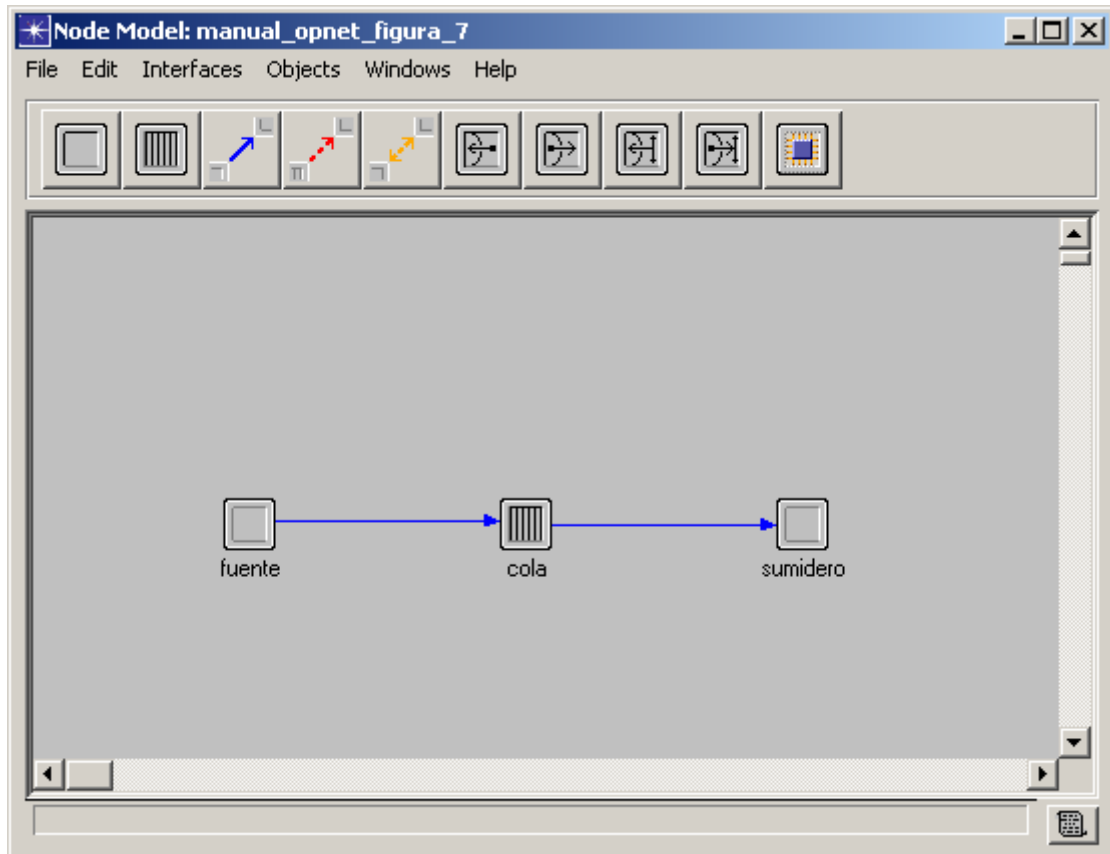 Node Model: manual_opnet_figura_7
File Edit Interfaces Objects Windows Help
fuente cola sumidero